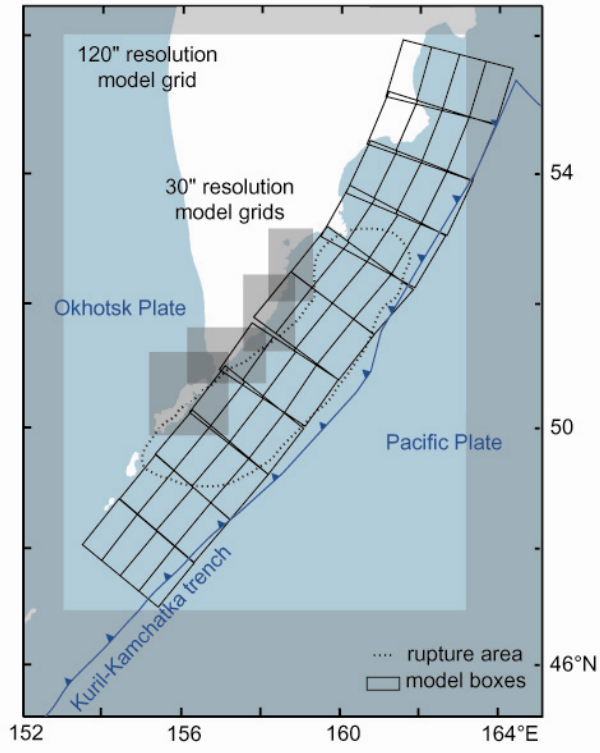 120" resolution
model grid
54
30" resolution
model grids
Okhotsk Plate
50
Pacific Plate
Kuril-Kamchatka trench
rupture area
model boxes
46°N
152
156
160
164°E